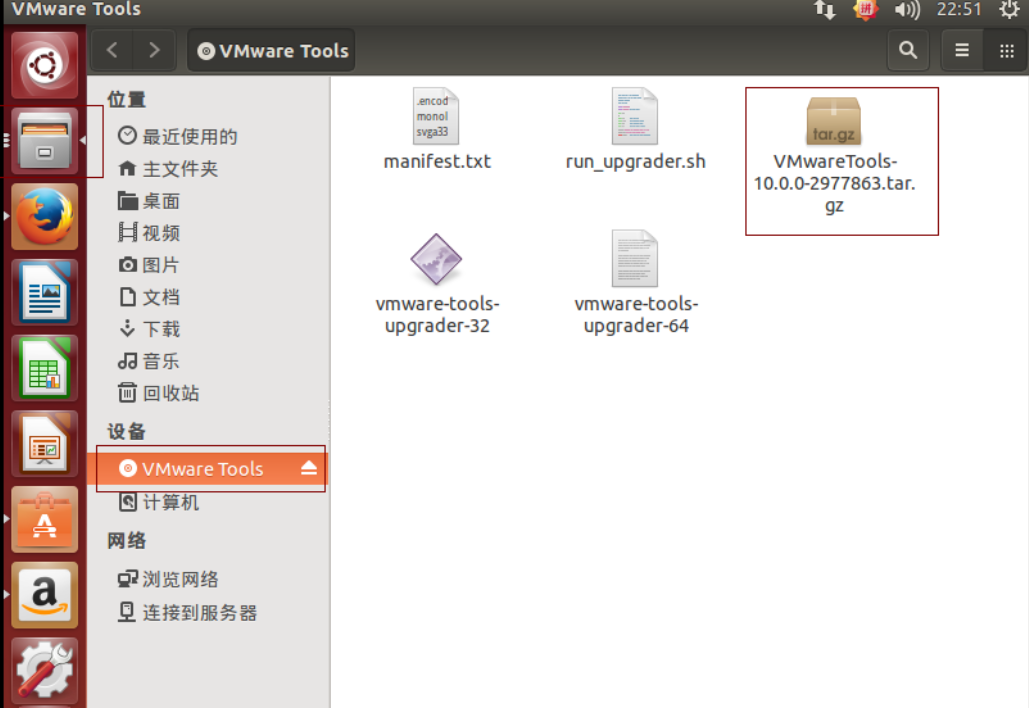 VMware Tools
拼
22:51
VMware Tools
位置
最近使用的
主文件夹
桌面
视频
图片
文档
下载
音乐
回收站
设备
VMware Tools
计算机
网络
浏览网络
连接到服务器
.encod
monol
svga33
manifest.txt
run_upgrader.sh
tar.gz
VMwareTools-
10.0.0-2977863.tar.
gz
vmware-tools-
upgrader-32
vmware-tools-
upgrader-64
A
a